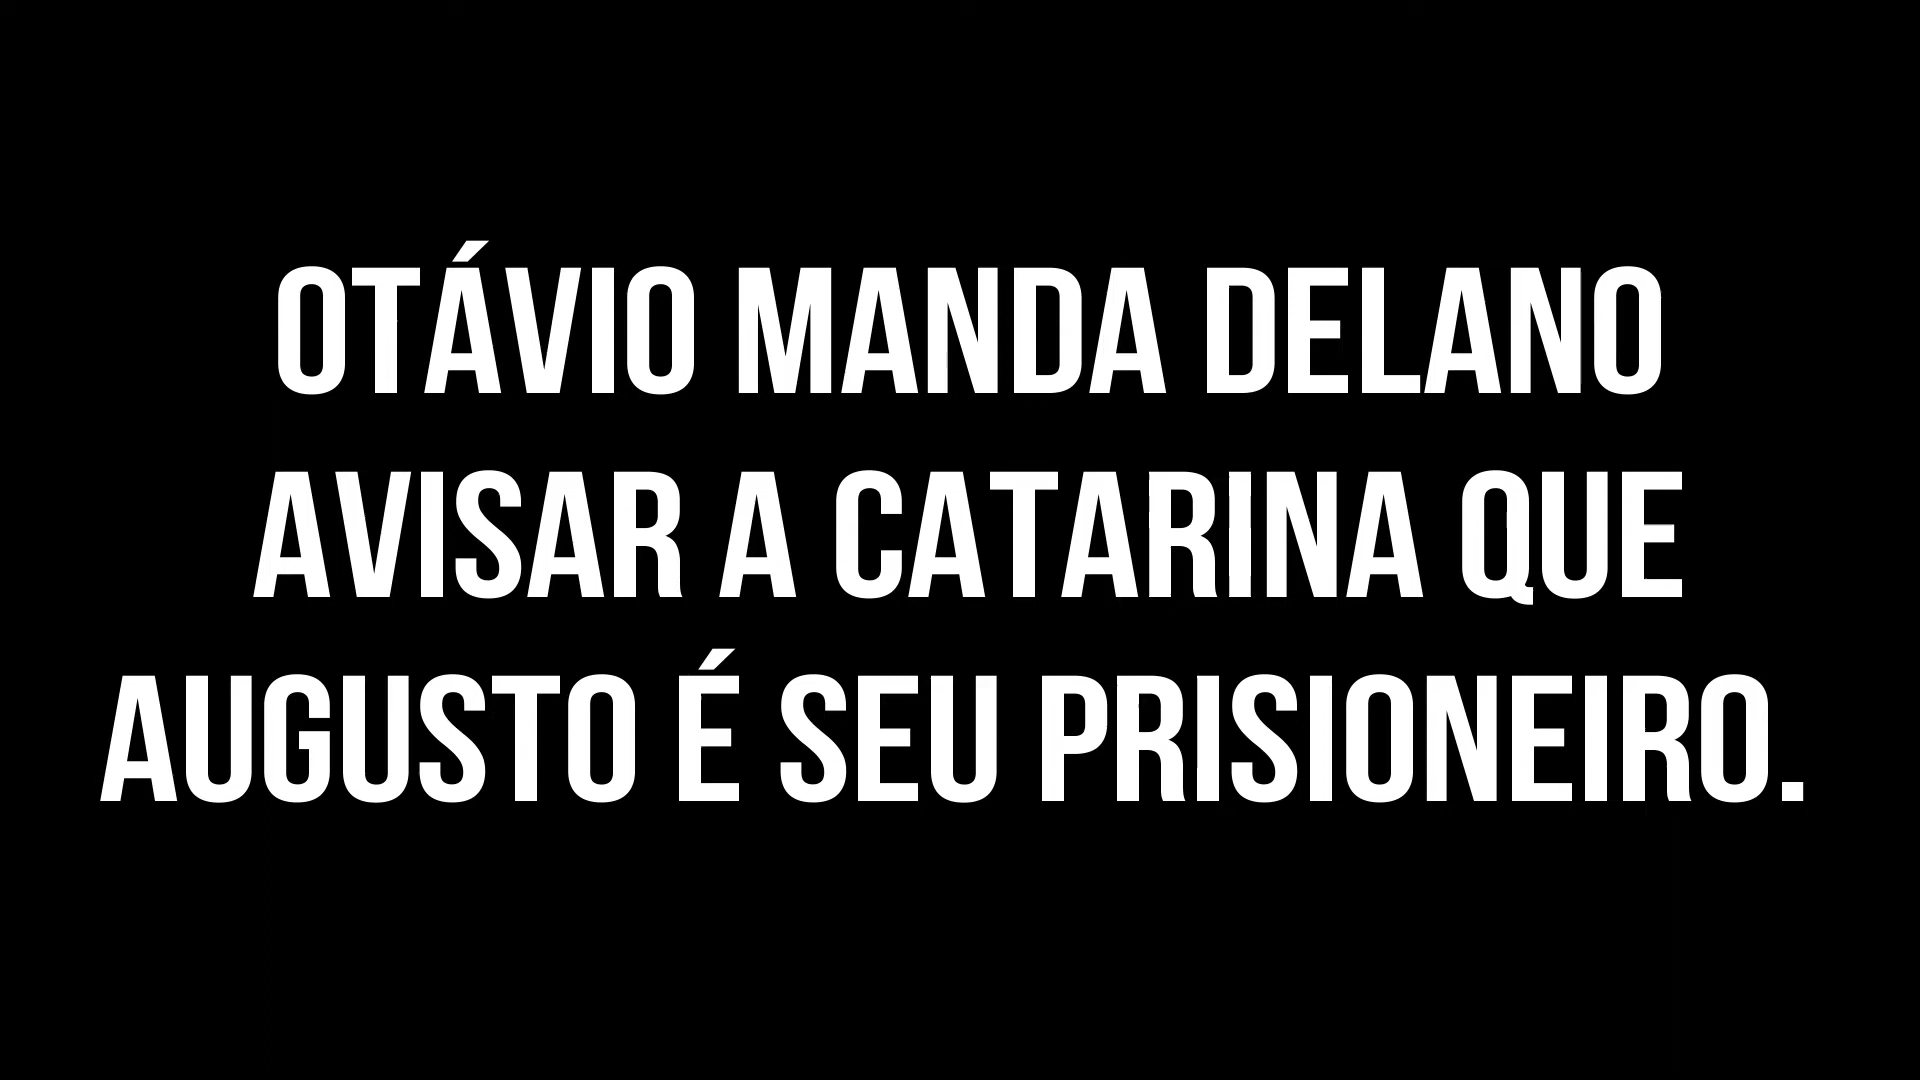 OTÁVIO MANDA DELANO
AVISAR A CATARINA QUE
AUGUSTO É SEU PRISIONEIRO.